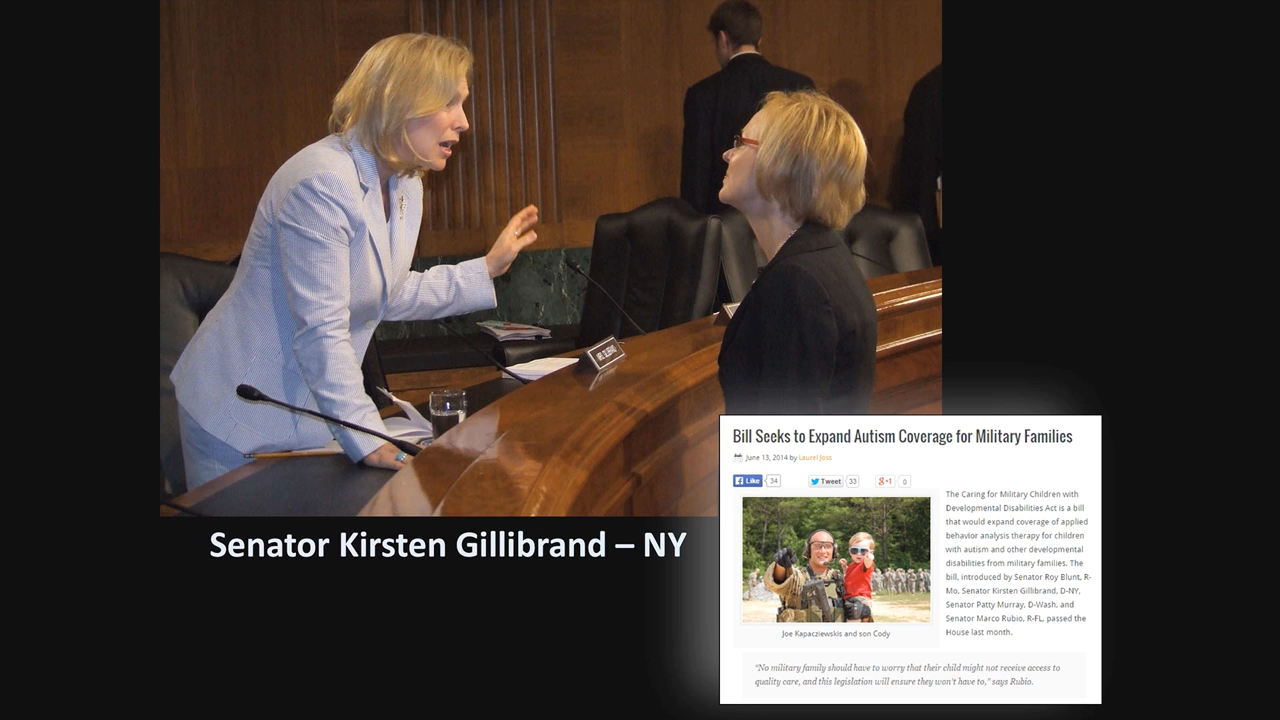 MRS. GILLIBRAND
Senator Kirsten Gillibrand – NY
Bill Seeks to Expand Autism Coverage for Military Families
June 13, 2014 by Laurel Joss
Like 34 Tweet 33 g+1 0
The Caring for Military Children with
Developmental Disabilities Act is a bill
that would expand coverage of applied
behavior analysis therapy for children
with autism and other developmental
disabilities from military families. The
bill, introduced by Senator Roy Blunt, R-
Mo, Senator Kirsten Gillibrand, D-NY,
Senator Patty Murray, D-Wash, and
Senator Marco Rubio, R-FL, passed the
House last month.
Joe Kapacziewskis and son Cody
“No military family should have to worry that their child might not receive access to
quality care, and this legislation will ensure they won’t have to,” says Rubio.